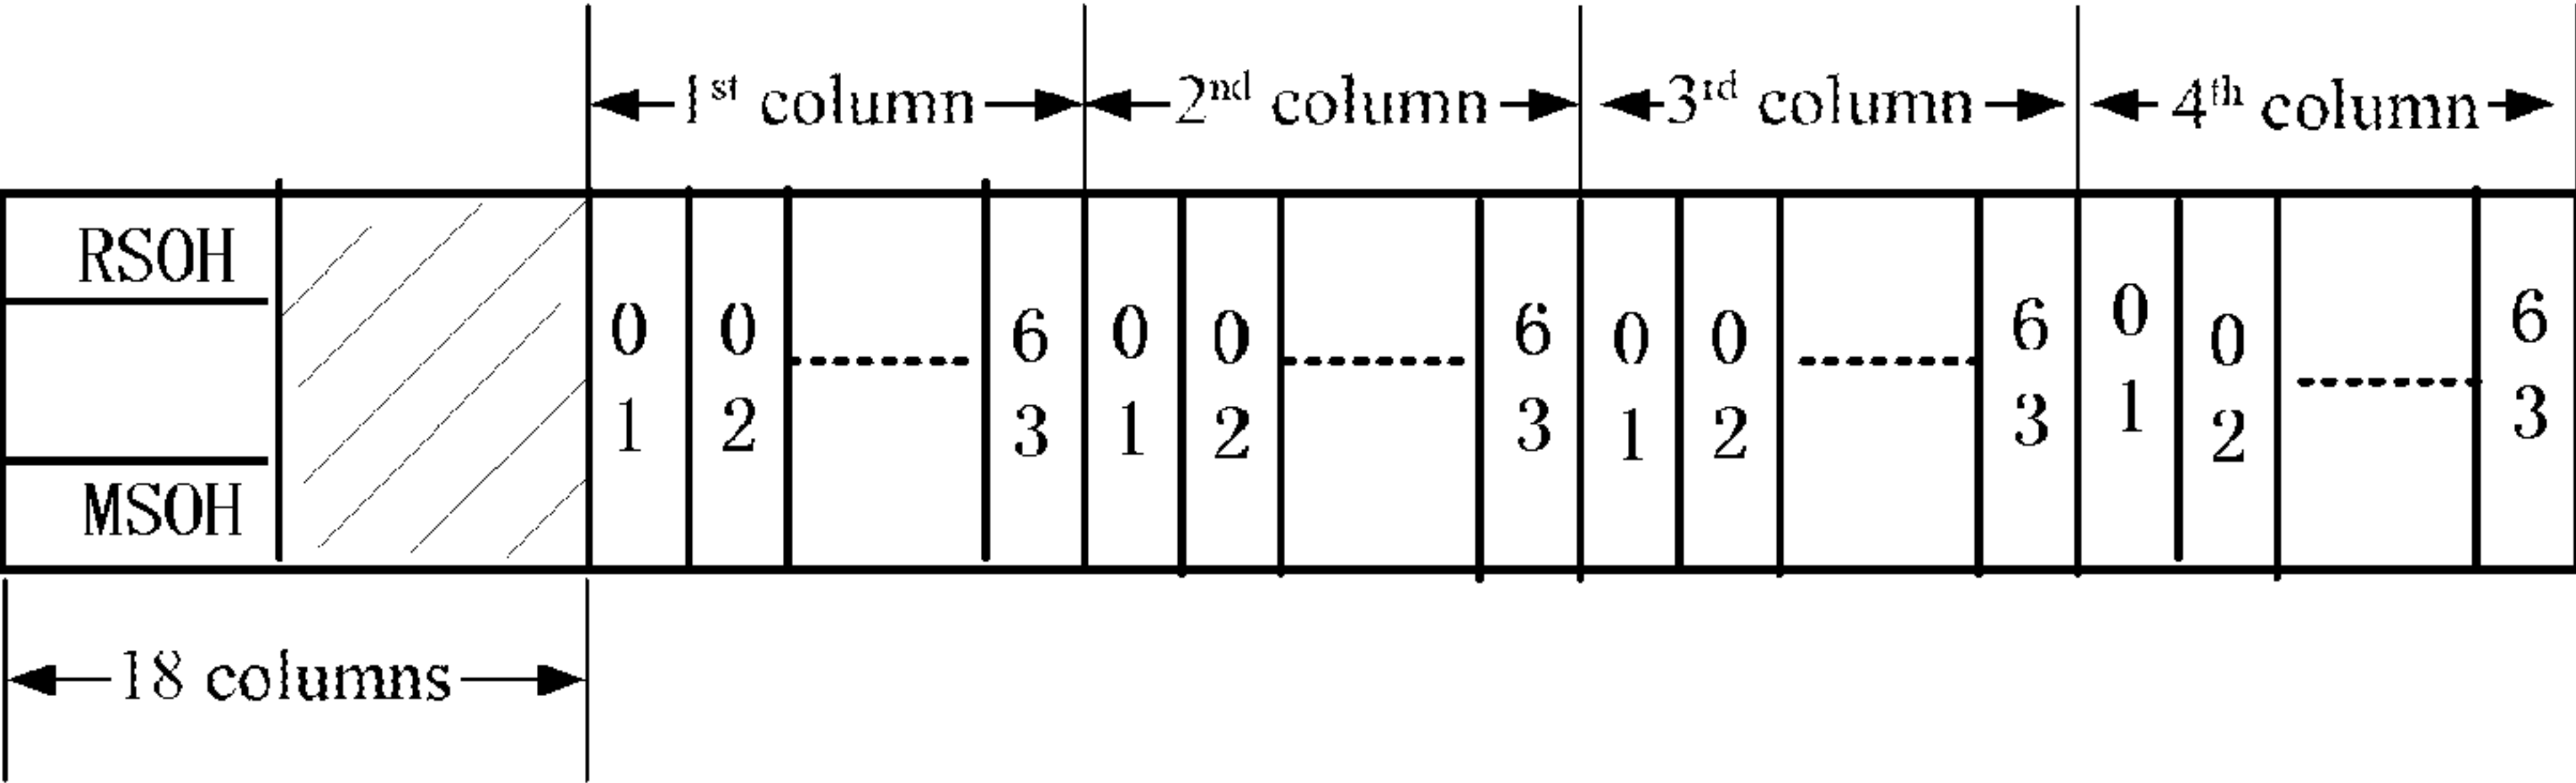 1st column 2nd column 3rd column 4th column
RSOH
MSOH
0 0 6 0 0 6 0 0 6 0 0 6
1 2 3 1 2 3 1 2 3 1 2 3
18 columns